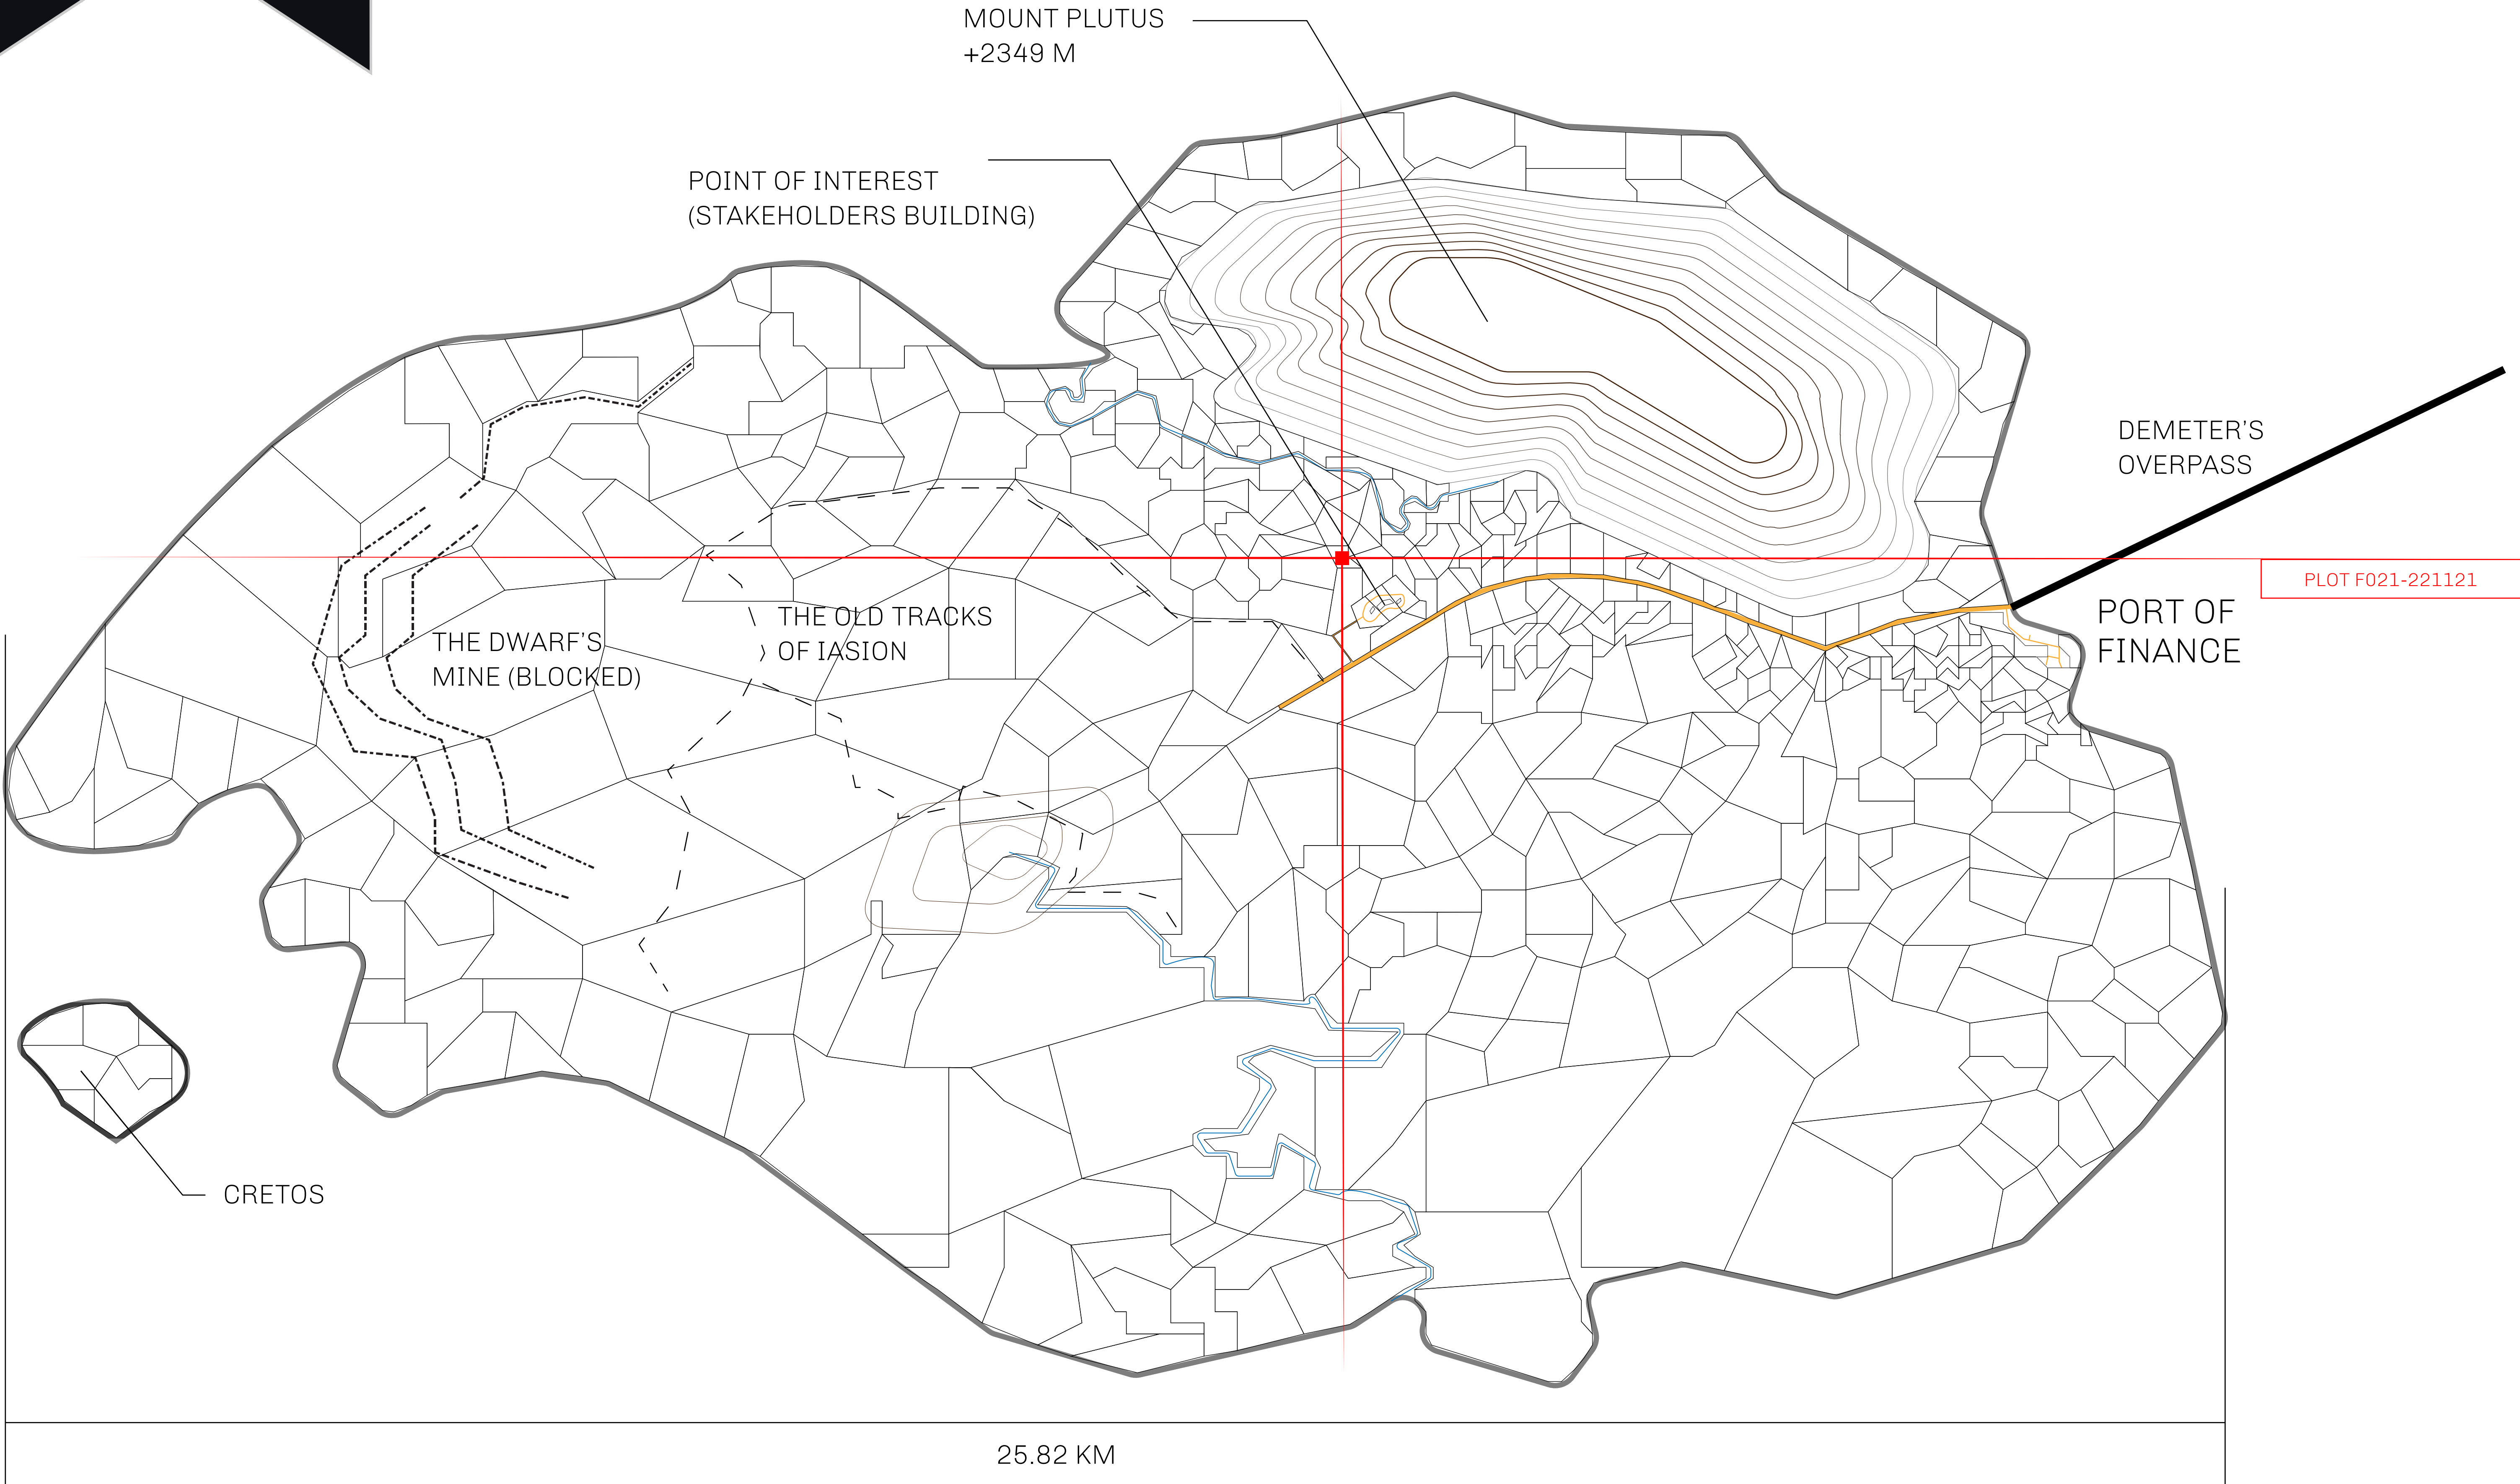 MOUNT PLUTUS
+2349 M
POINT OF INTEREST
(STAKEHOLDERS BUILDING)
DEMETER'S
OVERPASS
PLOT F021-221121
PORT OF
FINANCE
THE OLD TRACKS
OF IASION
THE DWARF'S
MINE (BLOCKED)
CRETOS
25.82 KM